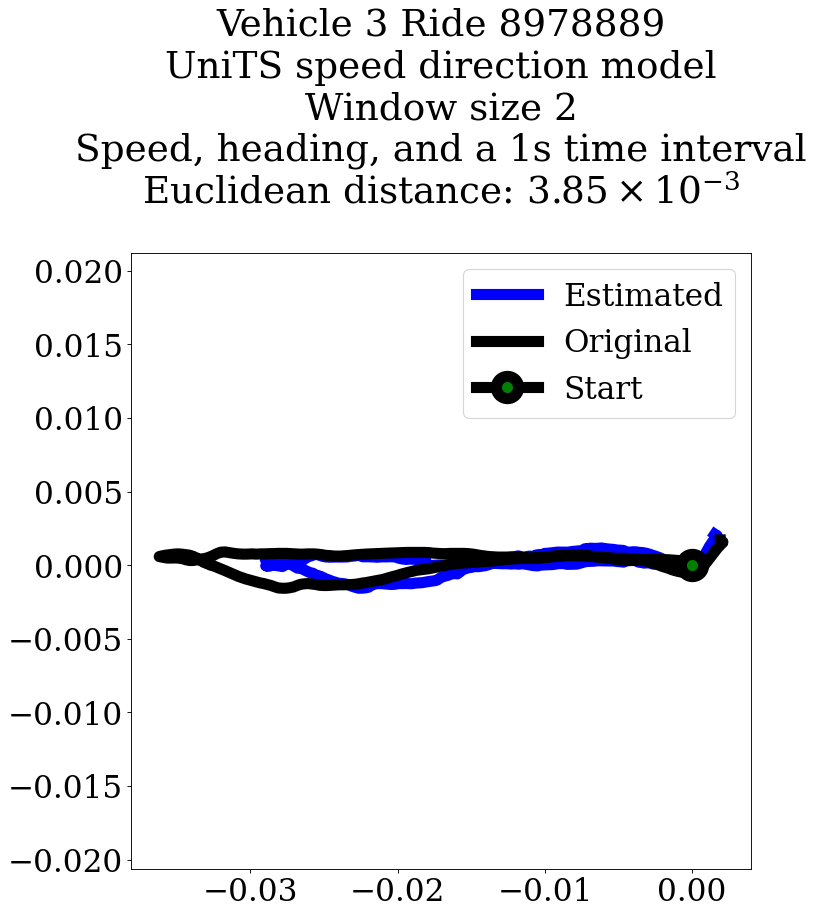 Vehicle 3 Ride 8978889
UniTS speed direction model
Window size 2
Speed, heading, and a 1s time interval
Euclidean distance: 3.85 × 10⁻³
Estimated
Original
Start
0.020
0.015
0.010
0.005
0.000
−0.005
−0.010
−0.015
−0.020
−0.03 −0.02 −0.01 0.00